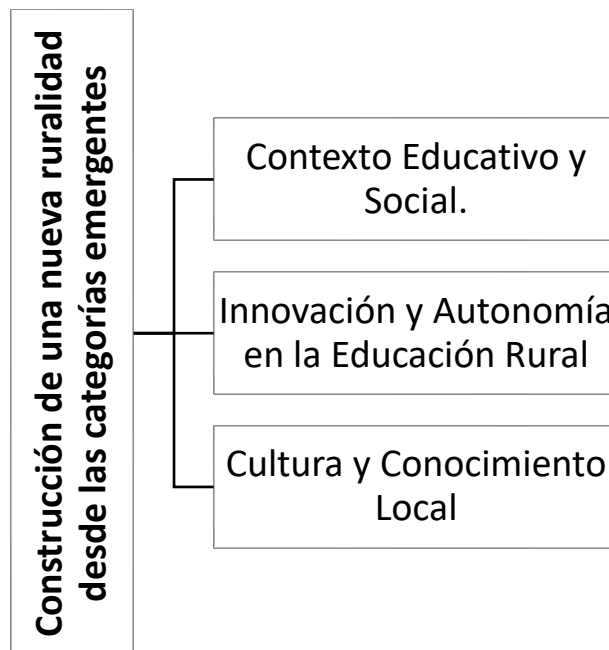 Construcción de una nueva ruralidad
desde las categorías emergentes
Contexto Educativo y
Social.
Innovación y Autonomía
en la Educación Rural
Cultura y Conocimiento
Local